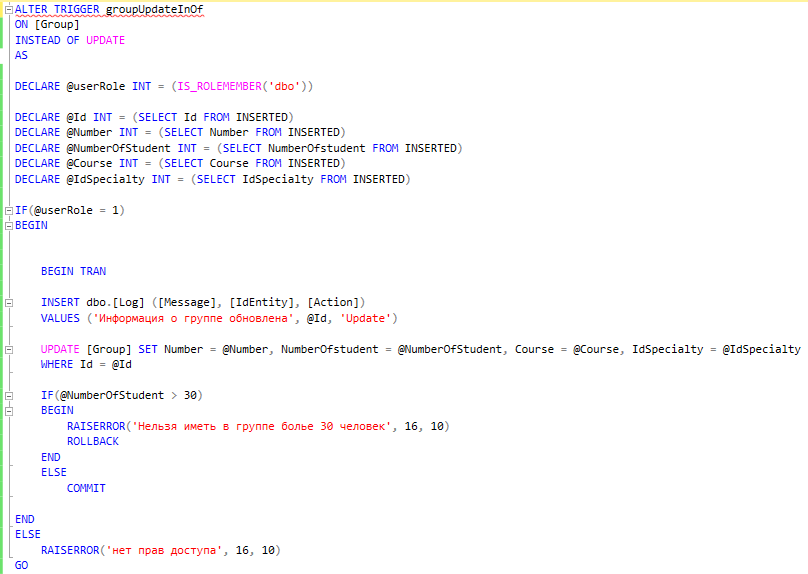 ALTER TRIGGER groupUpdateInOf
ON [Group]
INSTEAD OF UPDATE
AS
DECLARE @userRole INT = (IS_ROLEMEMBER('dbo'))
DECLARE @Id INT = (SELECT Id FROM INSERTED)
DECLARE @Number INT = (SELECT Number FROM INSERTED)
DECLARE @NumberOfStudent INT = (SELECT NumberOfstudent FROM INSERTED)
DECLARE @Course INT = (SELECT Course FROM INSERTED)
DECLARE @IdSpecialty INT = (SELECT IdSpecialty FROM INSERTED)
IF(@userRole = 1)
BEGIN
BEGIN TRAN
INSERT dbo.[Log] ([Message], [IdEntity], [Action])
VALUES ('Информация о группе обновлена', @Id, 'Update')
UPDATE [Group] SET Number = @Number, NumberOfstudent = @NumberOfStudent, Course = @Course, IdSpecialty = @IdSpecialty
WHERE Id = @Id
IF(@NumberOfStudent > 30)
BEGIN
RAISERROR('Нельзя иметь в группе болье 30 человек', 16, 10)
ROLLBACK
END
ELSE
COMMIT
END
ELSE
RAISERROR('нет прав доступа', 16, 10)
GO